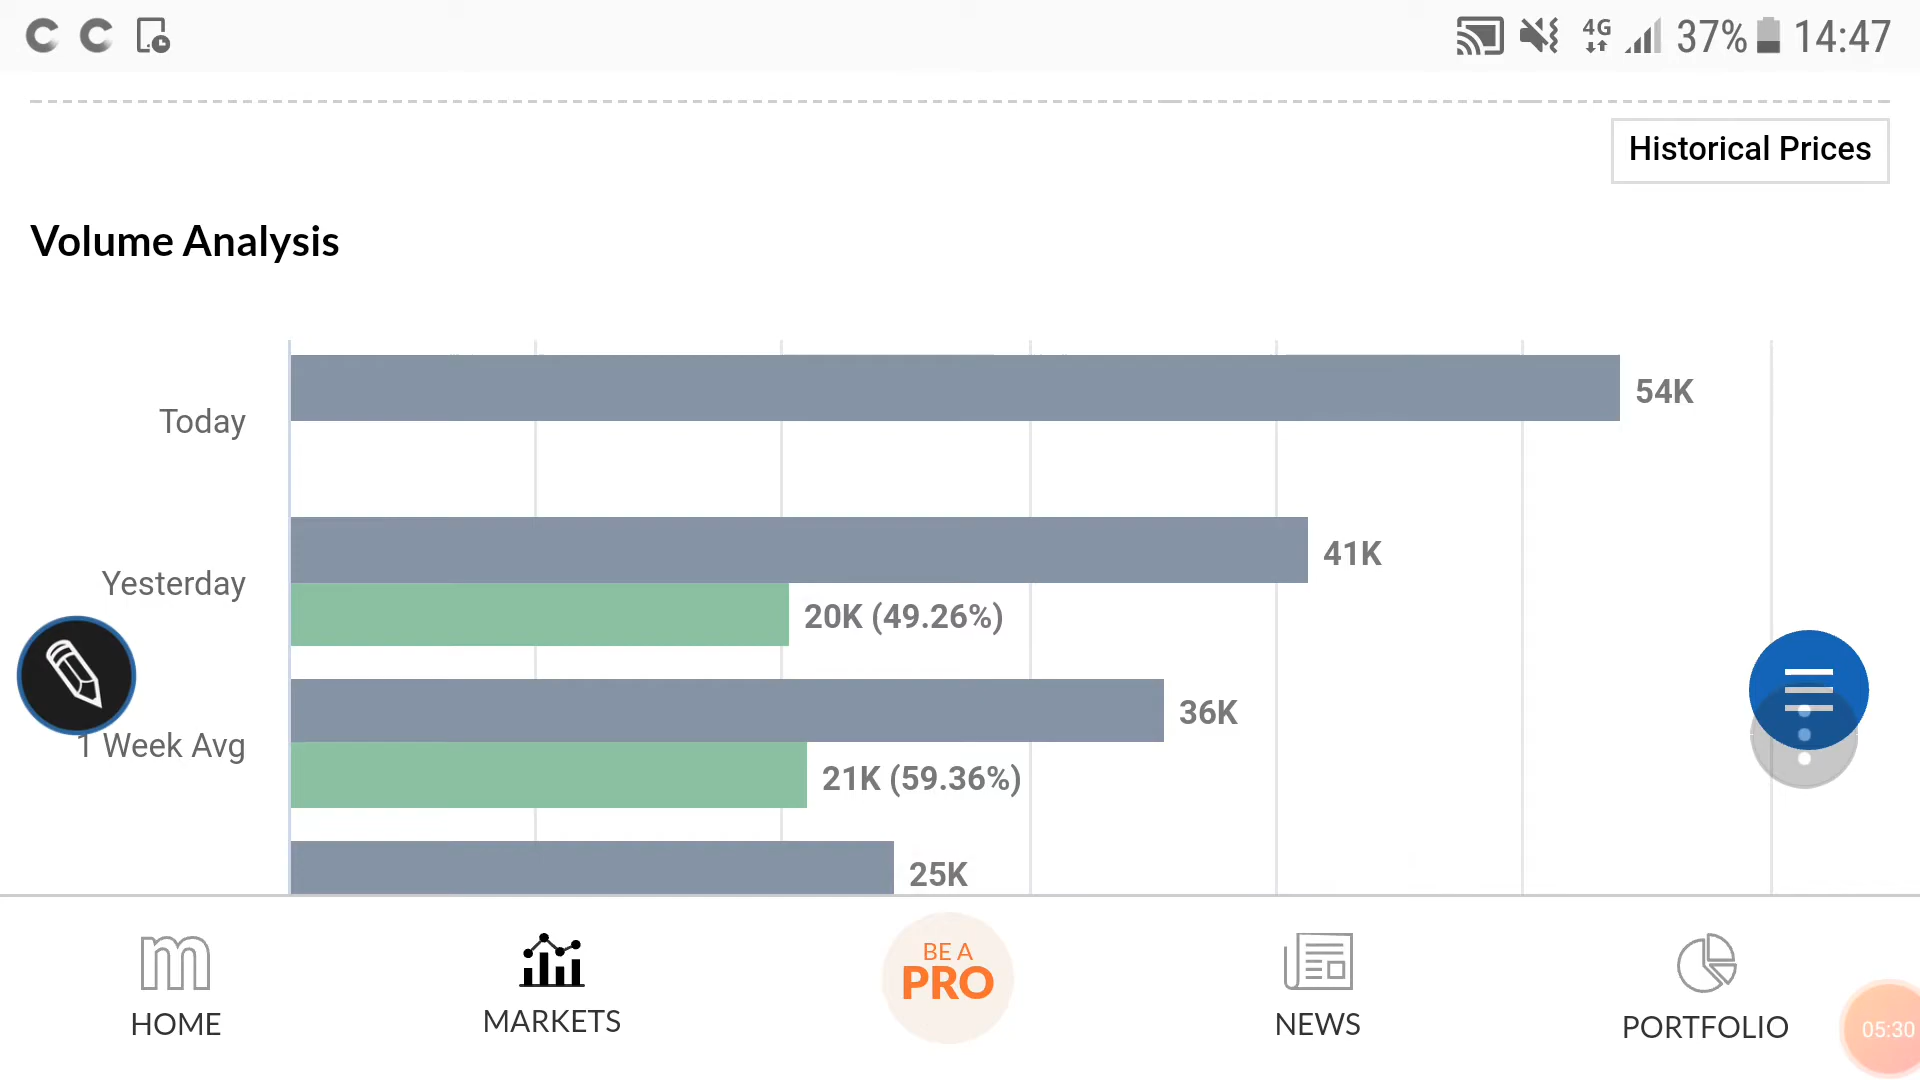 4G 37% 14:47
Historical Prices
Volume Analysis
Today 54K
Yesterday 41K
20K (49.26%)
1 Week Avg 36K
21K (59.36%)
25K
HOME
MARKETS
BE A
PRO
NEWS
PORTFOLIO
05:30